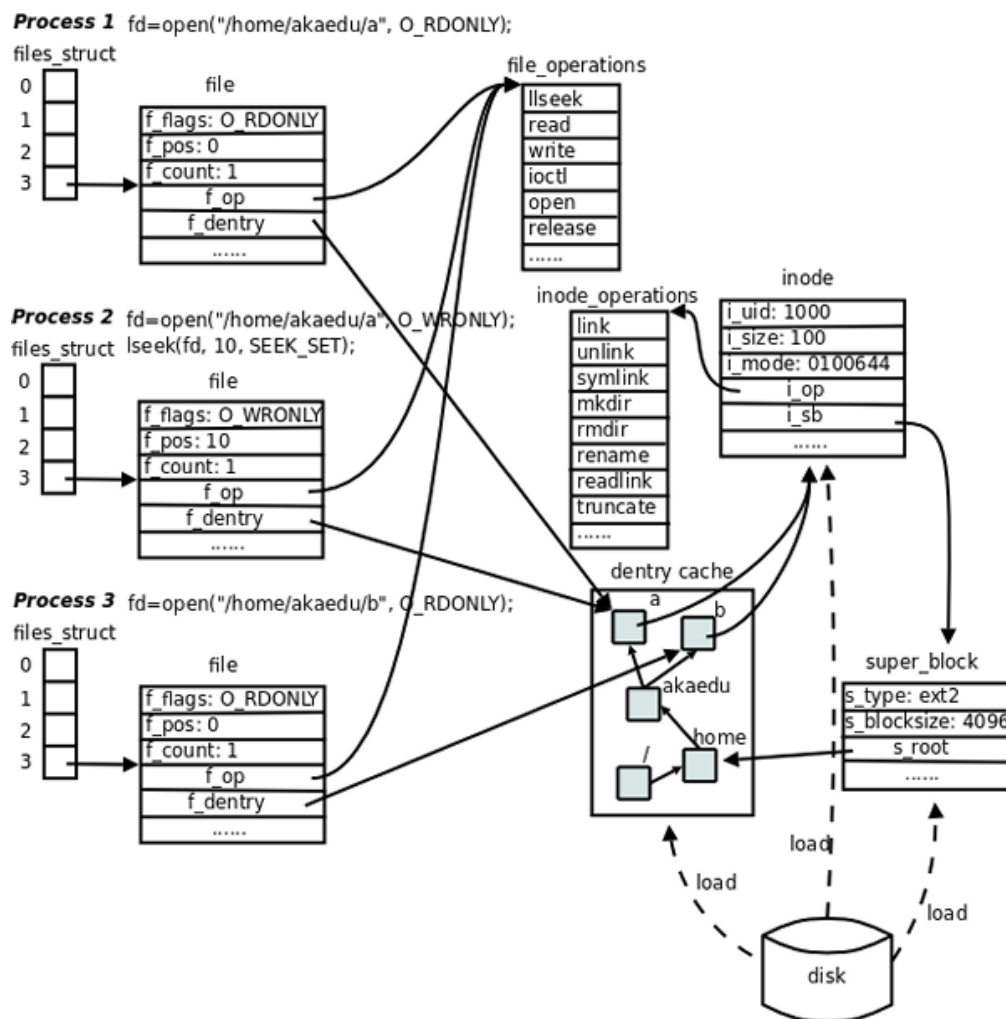 Process 1 fd=open("/home/akaedu/a", O_RDONLY);
files_struct
0
1
2
3
file
f_flags: O_RDONLY
f_pos: 0
f_count: 1
f_op
f_dentry
......
file_operations
llseek
read
write
ioctl
open
release
......
Process 2 fd=open("/home/akaedu/a", O_WRONLY);
lseek(fd, 10, SEEK_SET);
files_struct
0
1
2
3
file
f_flags: O_WRONLY
f_pos: 10
f_count: 1
f_op
f_dentry
......
inode_operations
link
unlink
symlink
mkdir
rmdir
rename
readlink
truncate
......
inode
i_uid: 1000
i_size: 100
i_mode: 0100644
i_op
i_sb
......
Process 3 fd=open("/home/akaedu/b", O_RDONLY);
files_struct
0
1
2
3
file
f_flags: O_RDONLY
f_pos: 0
f_count: 1
f_op
f_dentry
......
dentry cache
a
b
akaedu
home
/
super_block
s_type: ext2
s_blocksize: 4096
s_root
......
load
load
load
disk